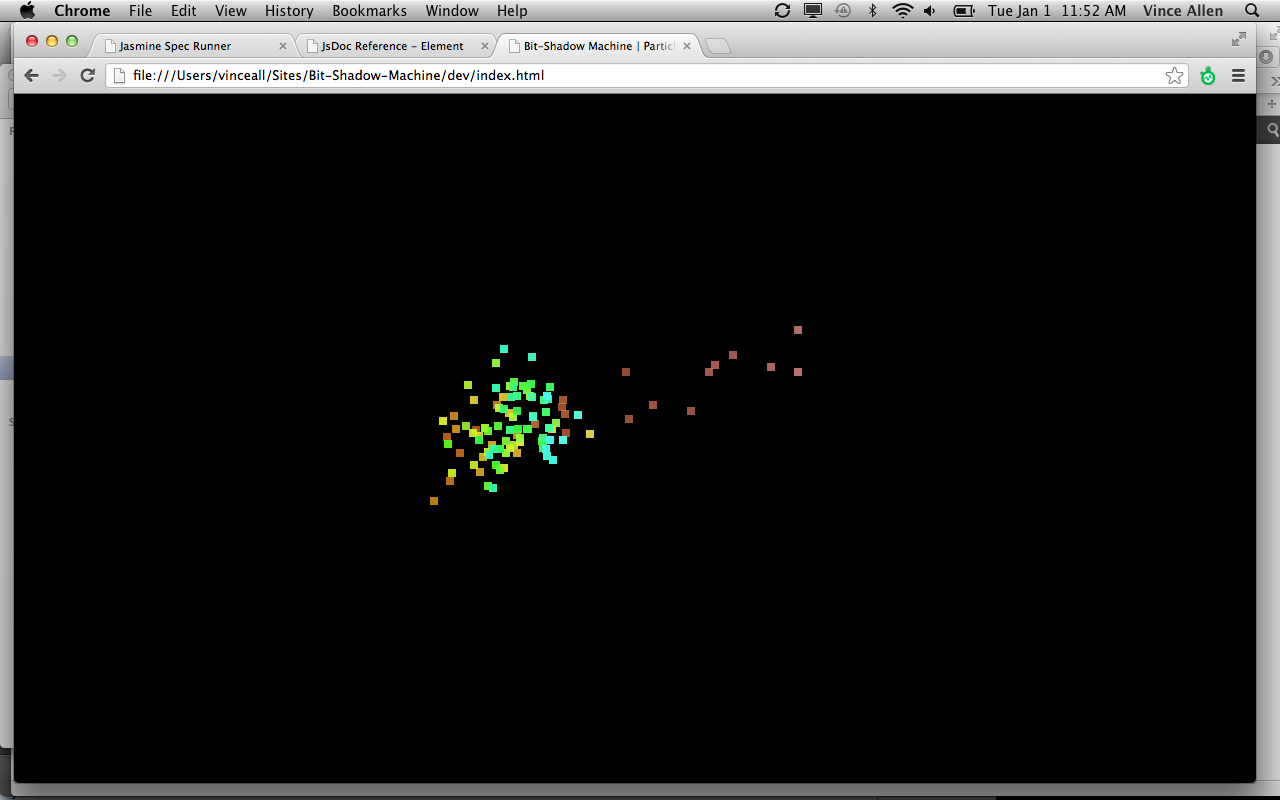 Chrome File Edit View History Bookmarks Window Help Tue Jan 1 11:52 AM Vince Allen
Jasmine Spec Runner JsDoc Reference - Element Bit-Shadow Machine | Partic
file:///Users/vinceall/Sites/Bit-Shadow-Machine/dev/index.html